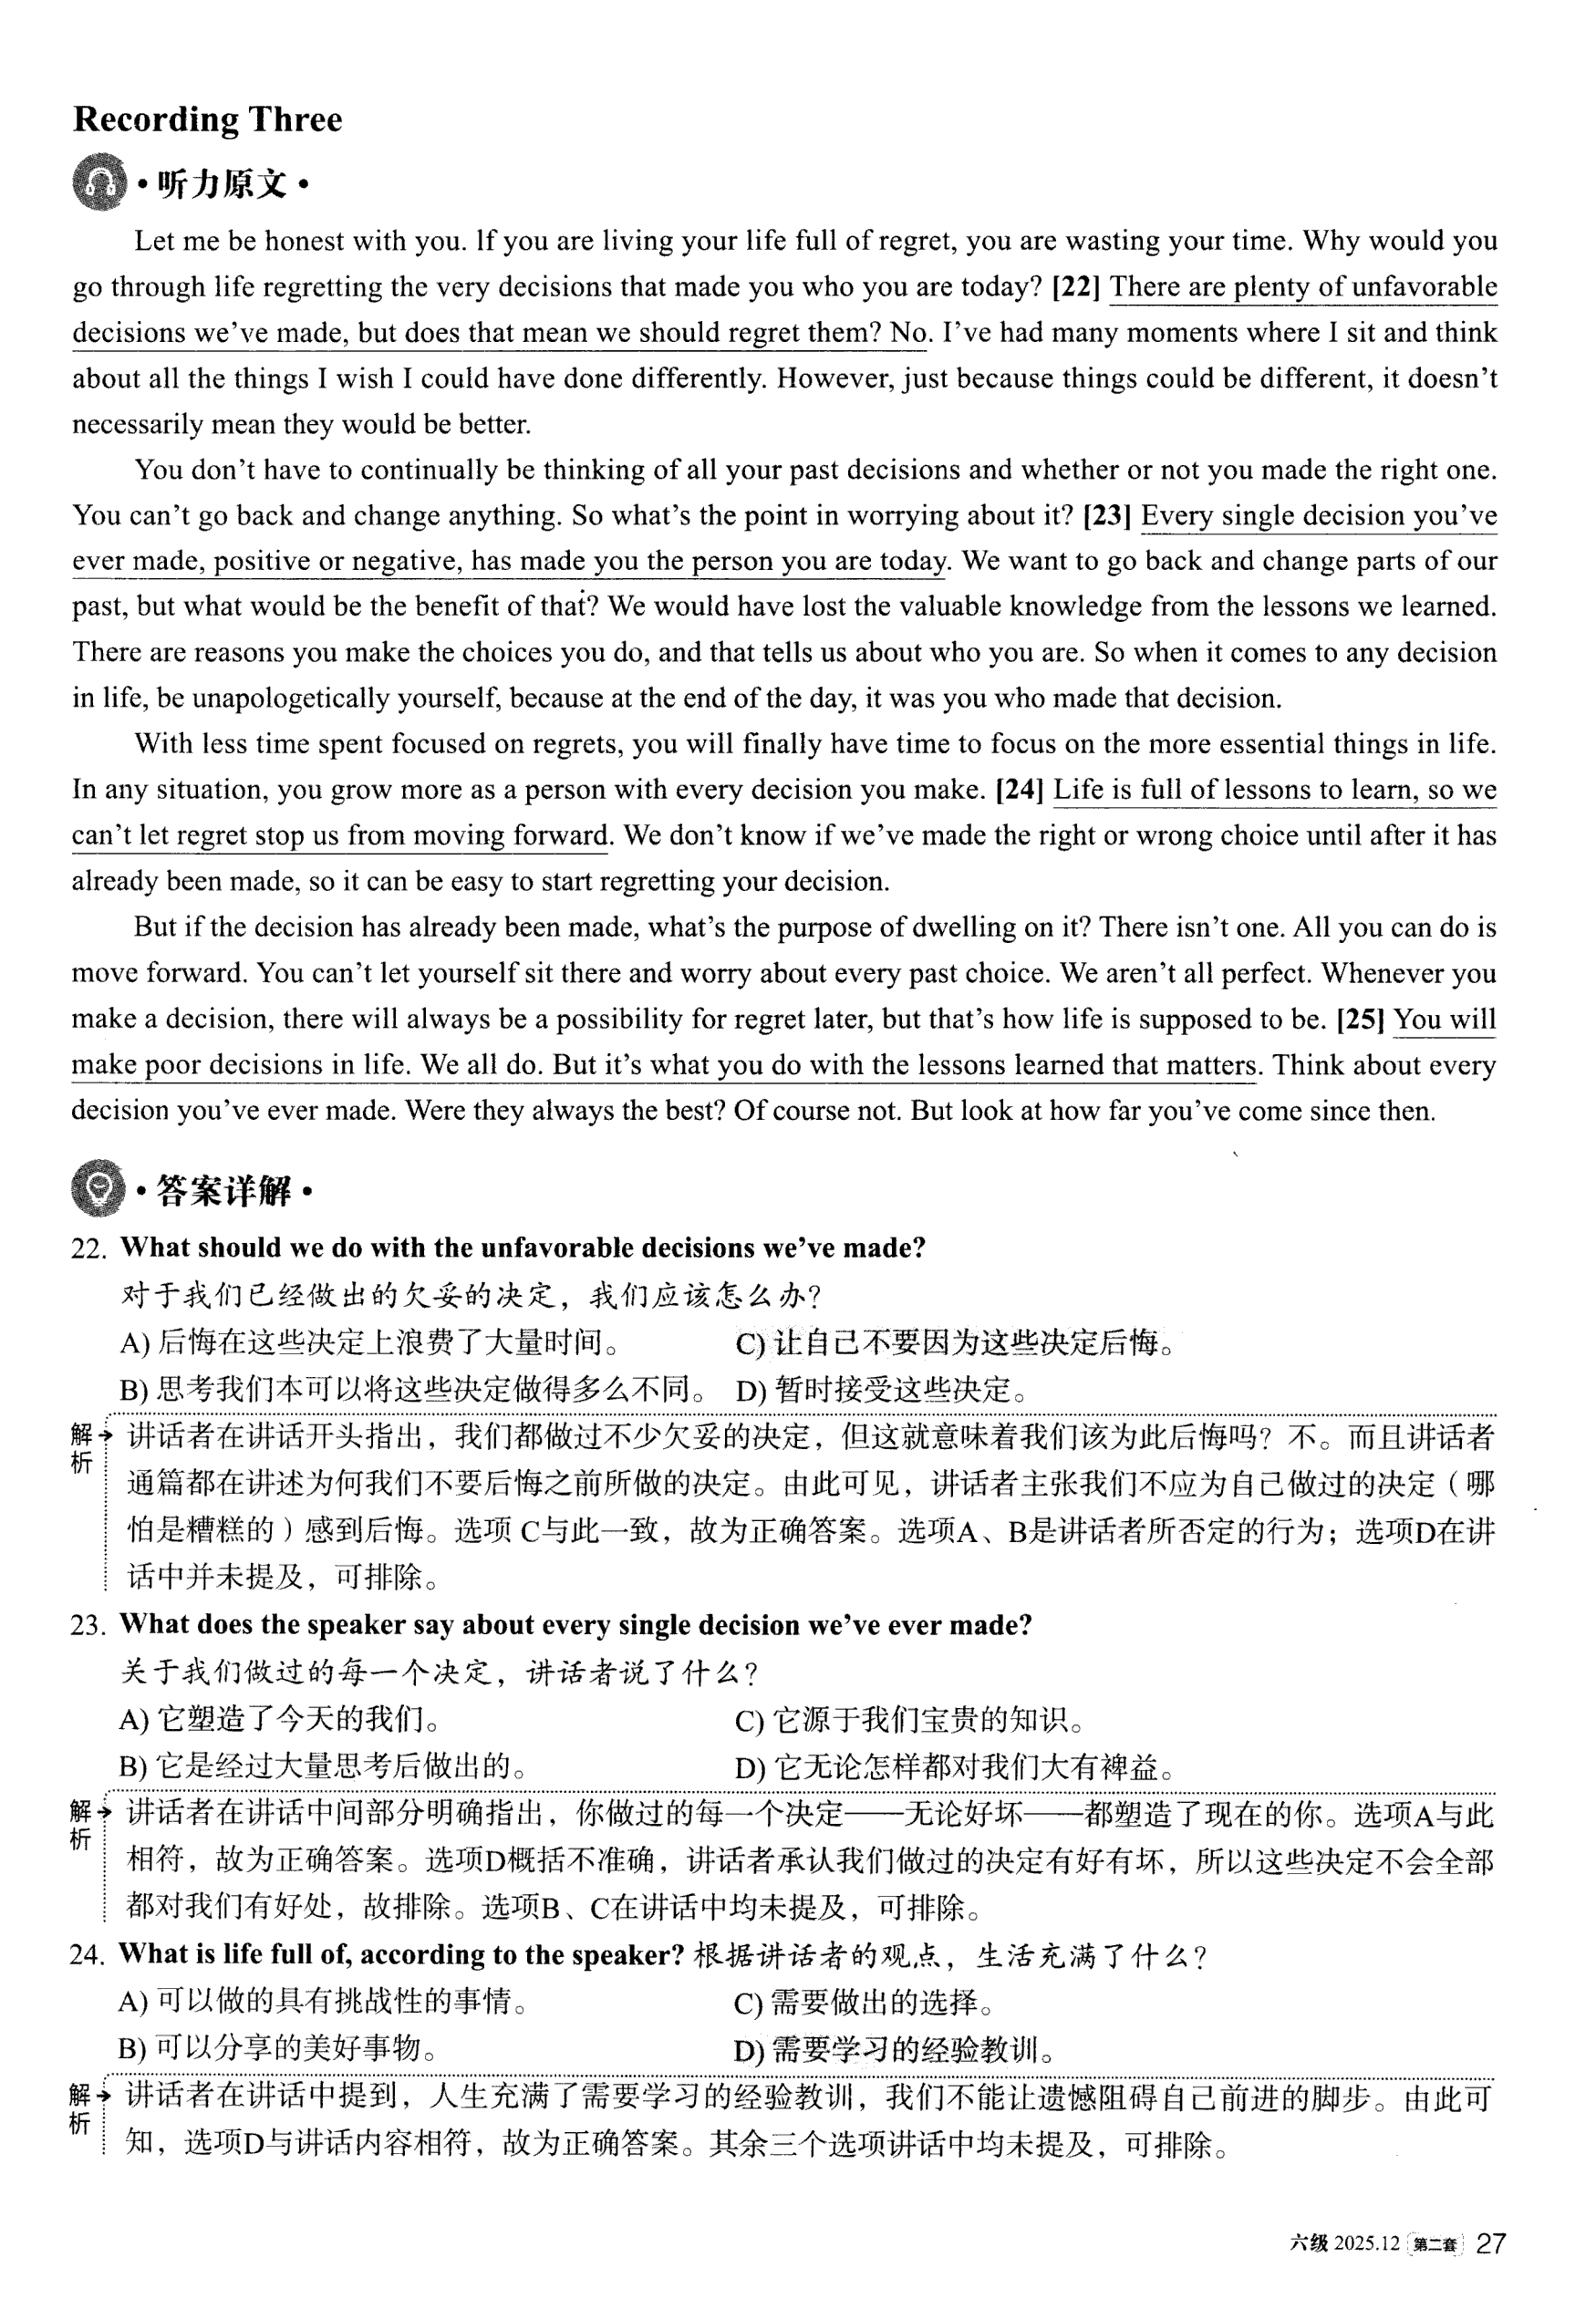 Recording Three
·听力原文·
Let me be honest with you. If you are living your life full of regret, you are wasting your time. Why would you
go through life regretting the very decisions that made you who you are today? [22] There are plenty of unfavorable
decisions we've made, but does that mean we should regret them? No. I've had many moments where I sit and think
about all the things I wish I could have done differently. However, just because things could be different, it doesn't
necessarily mean they would be better.
You don't have to continually be thinking of all your past decisions and whether or not you made the right one.
You can't go back and change anything. So what's the point in worrying about it? [23] Every single decision you've
ever made, positive or negative, has made you the person you are today. We want to go back and change parts of our
past, but what would be the benefit of that? We would have lost the valuable knowledge from the lessons we learned.
There are reasons you make the choices you do, and that tells us about who you are. So when it comes to any decision
in life, be unapologetically yourself, because at the end of the day, it was you who made that decision.
With less time spent focused on regrets, you will finally have time to focus on the more essential things in life.
In any situation, you grow more as a person with every decision you make. [24] Life is full of lessons to learn, so we
can't let regret stop us from moving forward. We don't know if we've made the right or wrong choice until after it has
already been made, so it can be easy to start regretting your decision.
But if the decision has already been made, what's the purpose of dwelling on it? There isn't one. All you can do is
move forward. You can't let yourself sit there and worry about every past choice. We aren't all perfect. Whenever you
make a decision, there will always be a possibility for regret later, but that's how life is supposed to be. [25] You will
make poor decisions in life. We all do. But it's what you do with the lessons learned that matters. Think about every
decision you've ever made. Were they always the best? Of course not. But look at how far you've come since then.
·答案详解·
22. What should we do with the unfavorable decisions we've made?
对于我们已经做出的欠妥的决定，我们应该怎么办？
A) 后悔在这些决定上浪费了大量时间。 C) 让自己不要因为这些决定后悔。
B) 思考我们本可以将这些决定做得多么不同。 D) 暂时接受这些决定。
解析 讲话者在讲话开头指出，我们都做过不少欠妥的决定，但这就意味着我们该为此后悔吗？不。而且讲话者
通篇都在讲述为何我们不要后悔之前所做的决定。由此可见，讲话者主张我们不应为自己做过的决定（哪
怕是糟糕的）感到后悔。选项 C与此一致，故为正确答案。选项A、B是讲话者所否定的行为；选项D在讲
话中并未提及，可排除。
23. What does the speaker say about every single decision we've ever made?
关于我们做过的每一个决定，讲话者说了什么？
A) 它塑造了今天的我们。 C) 它源于我们宝贵的知识。
B) 它是经过大量思考后做出的。 D) 它无论怎样都对我们大有裨益。
解析 讲话者在讲话中间部分明确指出，你做过的每一个决定——无论好坏——都塑造了现在的你。选项A与此
相符，故为正确答案。选项D概括不准确，讲话者承认我们做过的决定有好有坏，所以这些决定不会全部
都对我们有好处，故排除。选项B、C在讲话中均未提及，可排除。
24. What is life full of, according to the speaker? 根据讲话者的观点，生活充满了什么？
A) 可以做的具有挑战性的事情。 C) 需要做出的选择。
B) 可以分享的美好事物。 D) 需要学习的经验教训。
解析 讲话者在讲话中提到，人生充满了需要学习的经验教训，我们不能让遗憾阻碍自己前进的脚步。由此可
知，选项D与讲话内容相符，故为正确答案。其余三个选项讲话中均未提及，可排除。
六级 2025.12 第二套 27